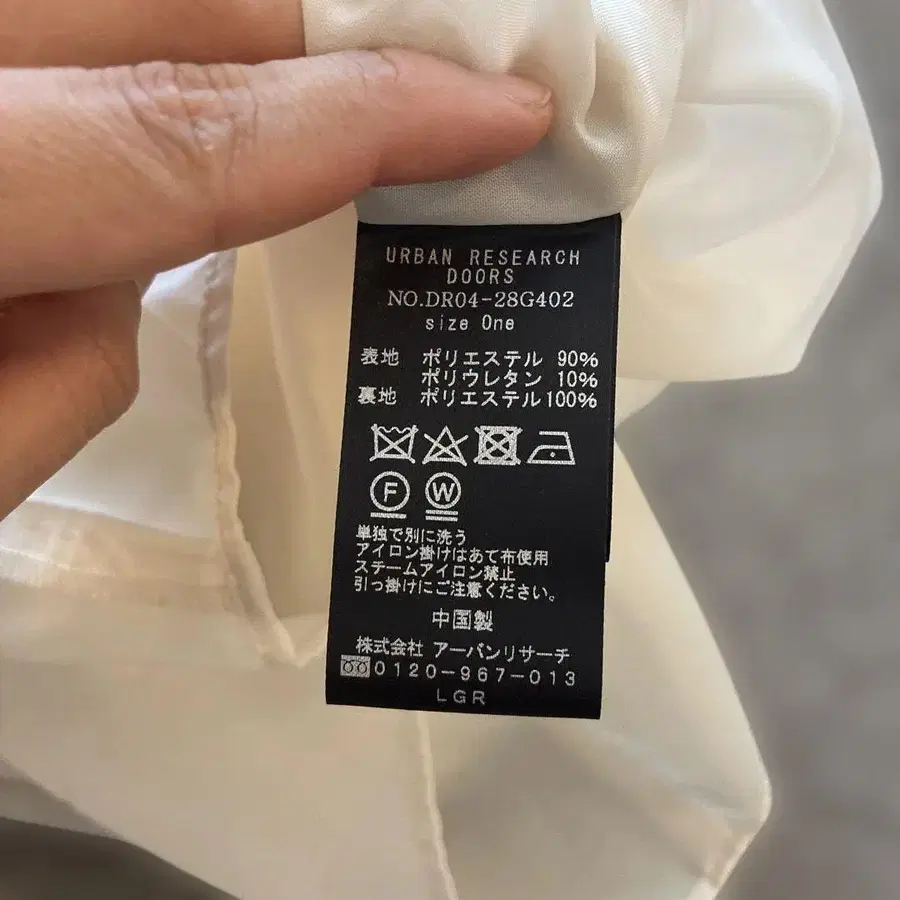 URBAN RESEARCH
DOORS
NO.DR04-28G402
size One
表地 ポリエステル 90%
ポリウレタン 10%
裏地 ポリエステル100%
F W
単独で別に洗う
アイロン掛けはあて布使用
スチームアイロン禁止
引っ掛けにご注意ください。
中国製
株式会社 アーバンリサーチ
0120-967-013
LGR